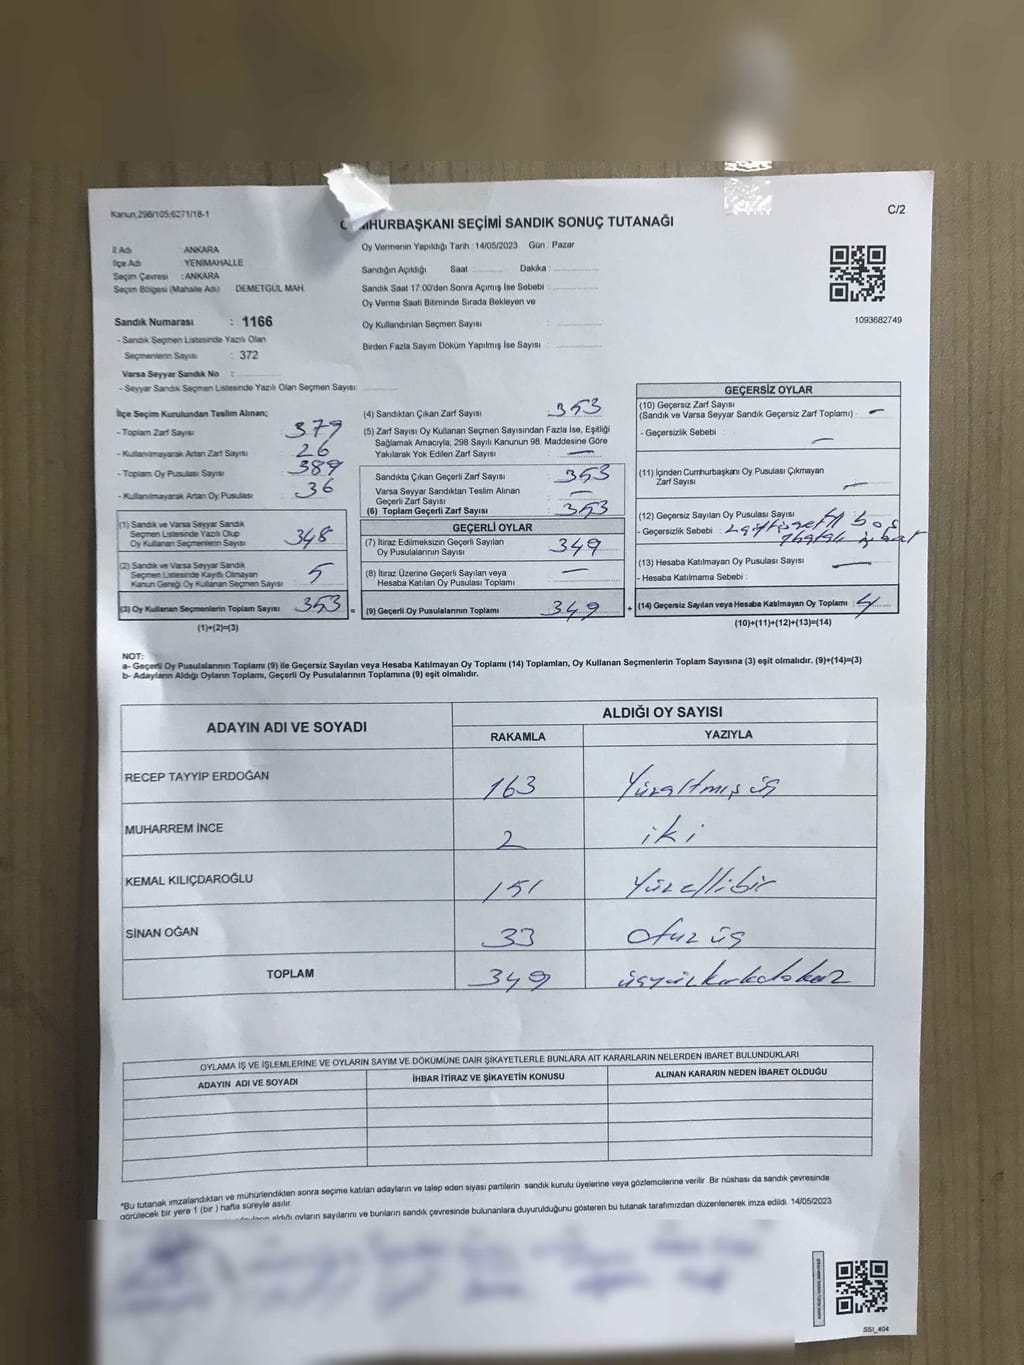 Kanun,298/105;6271/18-1
C/2
CUMHURBAŞKANI SEÇİMİ SANDIK SONUÇ TUTANAĞI
İl Adı ANKARA
İlçe Adı YENİMAHALLE
Seçim Çevresi : ANKARA
Seçim Bölgesi (Mahalle Adı) DEMETGÜL MAH.
Sandık Numarası : 1166
- Sandık Seçmen Listesinde Yazılı Olan
Seçmenlerin Sayısı : 372
Varsa Seyyar Sandık No :
- Seyyar Sandık Seçmen Listesinde Yazılı Olan Seçmen Sayısı:
Oy Vermenin Yapıldığı Tarih : 14/05/2023 Gün : Pazar
Sandığın Açıldığı Saat Dakika :
Sandık Saat 17:00'den Sonra Açımış İse Sebebi :
Oy Verme Saati Bitiminde Sırada Bekleyen ve
Oy Kullandırılan Seçmen Sayısı :
Birden Fazla Sayım Döküm Yapılmış İse Sayısı :
1093682749
İlçe Seçim Kurulundan Teslim Alınan;
- Toplam Zarf Sayısı 379
- Kullanılmayarak Artan Zarf Sayısı 26
- Toplam Oy Pusulası Sayısı 389
- Kullanılmayarak Artan Oy Pusulası 36
(1) Sandık ve Varsa Seyyar Sandık
Seçmen Listesinde Yazılı Olup
Oy Kullanan Seçmenlerin Sayısı 348
(2) Sandık ve Varsa Seyyar Sandık
Seçmen Listesinde Kayıtlı Olmayan
Kanun Gereği Oy Kullanan Seçmen Sayısı 5
(3) Oy Kullanan Seçmenlerin Toplam Sayısı 353 =
(1)+(2)=(3)
(4) Sandıktan Çıkan Zarf Sayısı 353
(5) Zarf Sayısı Oy Kullanan Seçmen Sayısından Fazla İse, Eşitliği
Sağlamak Amacıyla; 298 Sayılı Kanunun 98. Maddesine Göre
Yakılarak Yok Edilen Zarf Sayısı : —
Sandıkta Çıkan Geçerli Zarf Sayısı 353
Varsa Seyyar Sandıktan Teslim Alınan
Geçerli Zarf Sayısı —
(6) Toplam Geçerli Zarf Sayısı 353
GEÇERLİ OYLAR
(7) İtiraz Edilmeksizin Geçerli Sayılan
Oy Pusulalarının Sayısı : 349
(8) İtiraz Üzerine Geçerli Sayılan veya
Hesaba Katılan Oy Pusulası Toplamı : —
(9) Geçerli Oy Pusulalarının Toplamı 349 +
GEÇERSİZ OYLAR
(10) Geçersiz Zarf Sayısı
(Sandık ve Varsa Seyyar Sandık Geçersiz Zarf Toplamı) : —
- Geçersizlik Sebebi : —
(11) İçinden Cumhurbaşkanı Oy Pusulası Çıkmayan
Zarf Sayısı —
(12) Geçersiz Sayılan Oy Pusulası Sayısı
- Geçersizlik Sebebi : boş
(13) Hesaba Katılmayan Oy Pusulası Sayısı —
- Hesaba Katılmama Sebebi :
(14) Geçersiz Sayılan veya Hesaba Katılmayan Oy Toplamı : 4
(10)+(11)+(12)+(13)=(14)
NOT:
a- Geçerli Oy Pusulalarının Toplamı (9) ile Geçersiz Sayılan veya Hesaba Katılmayan Oy Toplamı (14) Toplamları, Oy Kullanan Seçmenlerin Toplam Sayısına (3) eşit olmalıdır. (9)+(14)=(3)
b- Adayların Aldığı Oyların Toplamı, Geçerli Oy Pusulalarının Toplamına (9) eşit olmalıdır.
ADAYIN ADI VE SOYADI ALDIĞI OY SAYISI
RAKAMLA YAZIYLA
RECEP TAYYİP ERDOĞAN 163 Yüzaltmışüç
MUHARREM İNCE 2 iki
KEMAL KILIÇDAROĞLU 151 Yüzellibir
SİNAN OĞAN 33 otuzüç
TOPLAM 349 üçyüzkırkdokuz
OYLAMA İŞ VE İŞLEMLERİNE VE OYLARIN SAYIM VE DÖKÜMÜNE DAİR ŞİKAYETLERLE BUNLARA AİT KARARLARIN NELERDEN İBARET BULUNDUKLARI
ADAYIN ADI VE SOYADI İHBAR İTİRAZ VE ŞİKAYETİN KONUSU ALINAN KARARIN NEDEN İBARET OLDUĞU
*Bu tutanak imzalandıktan ve mühürlendikten sonra seçime katılan adayların ve talep eden siyasi partilerin sandık kurulu üyelerine veya gözlemcilerine verilir .Bir nüshası da sandık çevresinde
görülecek bir yere 1 (bir ) hafta süreyle asılır.
aldığı oyların sayılarını ve bunların sandık çevresinde bulunanlara duyurulduğunu gösteren bu tutanak tarafımızdan düzenlenerek imza edildi. 14/05/2023
SSI_404